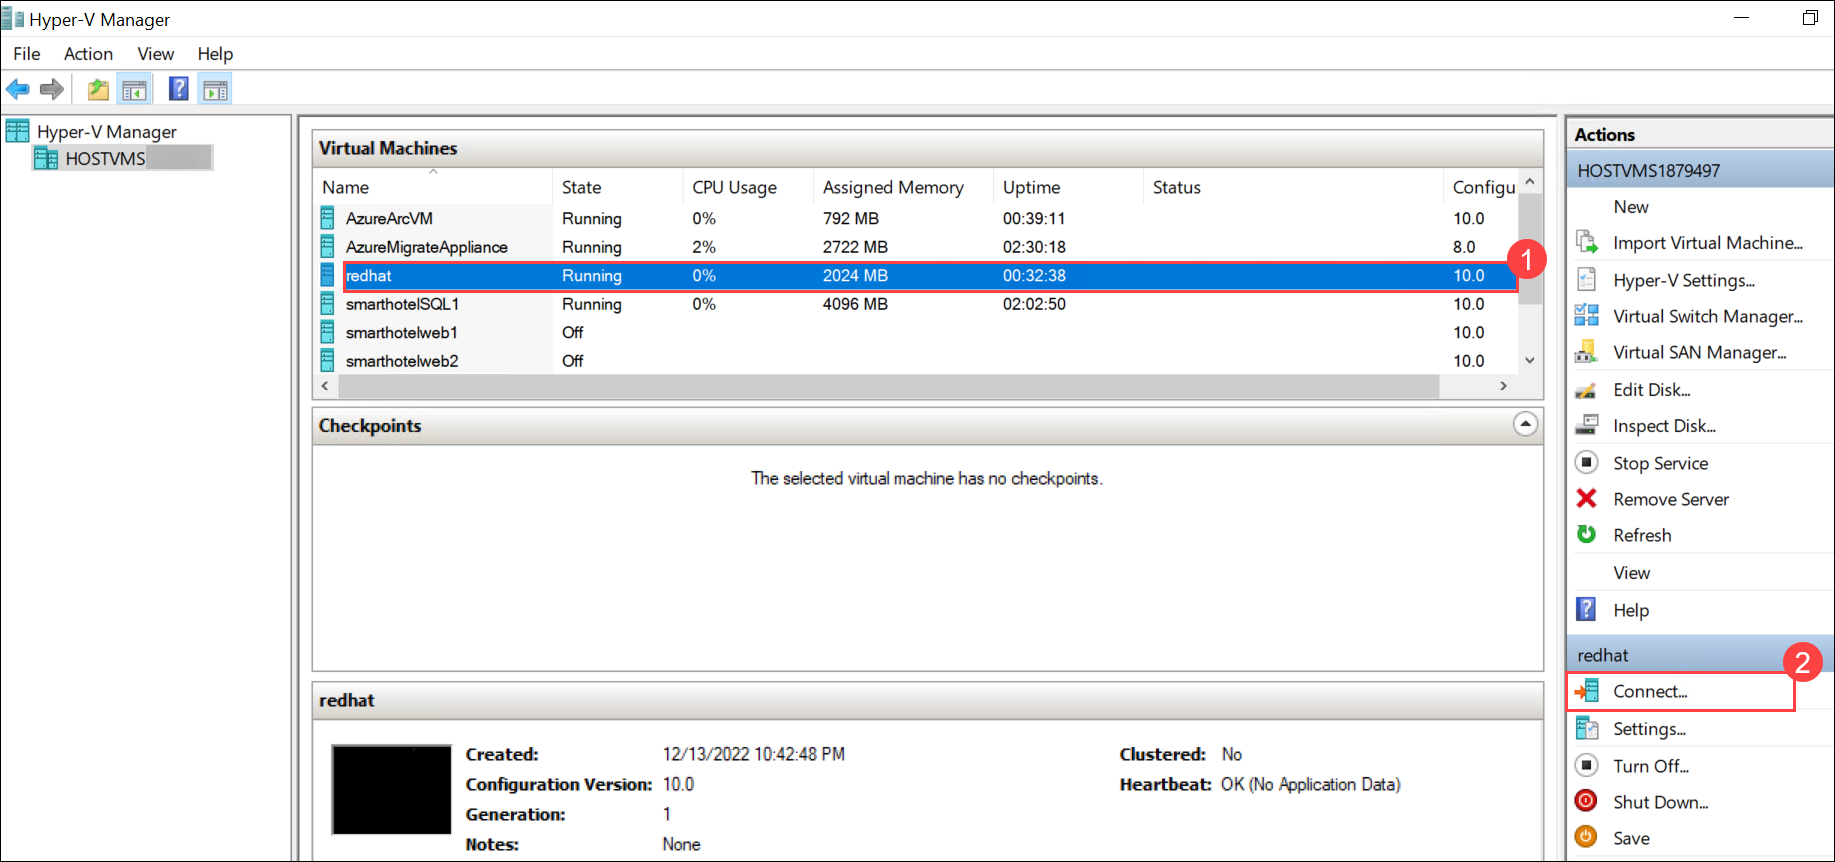 Hyper-V Manager
File Action View Help
Hyper-V Manager
HOSTVMS
Virtual Machines
Name State CPU Usage Assigned Memory Uptime Status Configu
AzureArcVM Running 0% 792 MB 00:39:11 10.0
AzureMigrateAppliance Running 2% 2722 MB 02:30:18 8.0
redhat Running 0% 2024 MB 00:32:38 10.0
1
smarthotelSQL1 Running 0% 4096 MB 02:02:50 10.0
smarthotelweb1 Off 10.0
smarthotelweb2 Off 10.0
Checkpoints
The selected virtual machine has no checkpoints.
redhat
Created: 12/13/2022 10:42:48 PM Clustered: No
Configuration Version: 10.0 Heartbeat: OK (No Application Data)
Generation: 1
Notes: None
Actions
HOSTVMS1879497
New
Import Virtual Machine...
Hyper-V Settings...
Virtual Switch Manager...
Virtual SAN Manager...
Edit Disk...
Inspect Disk...
Stop Service
Remove Server
Refresh
View
Help
redhat
2
Connect...
Settings...
Turn Off...
Shut Down...
Save